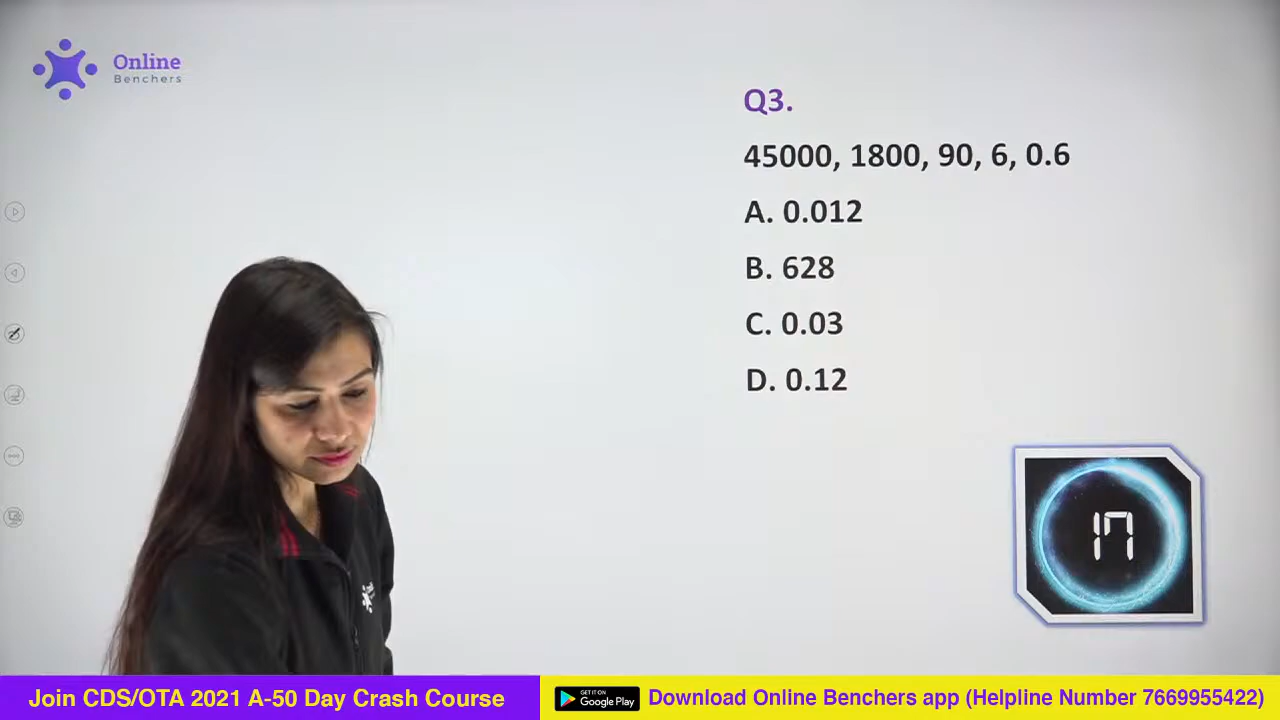 Online
Benchers
Q3.
45000, 1800, 90, 6, 0.6
A. 0.012
B. 628
C. 0.03
D. 0.12
17
Join CDS/OTA 2021 A-50 Day Crash Course
GET IT ON
Google Play
Download Online Benchers app (Helpline Number 7669955422)